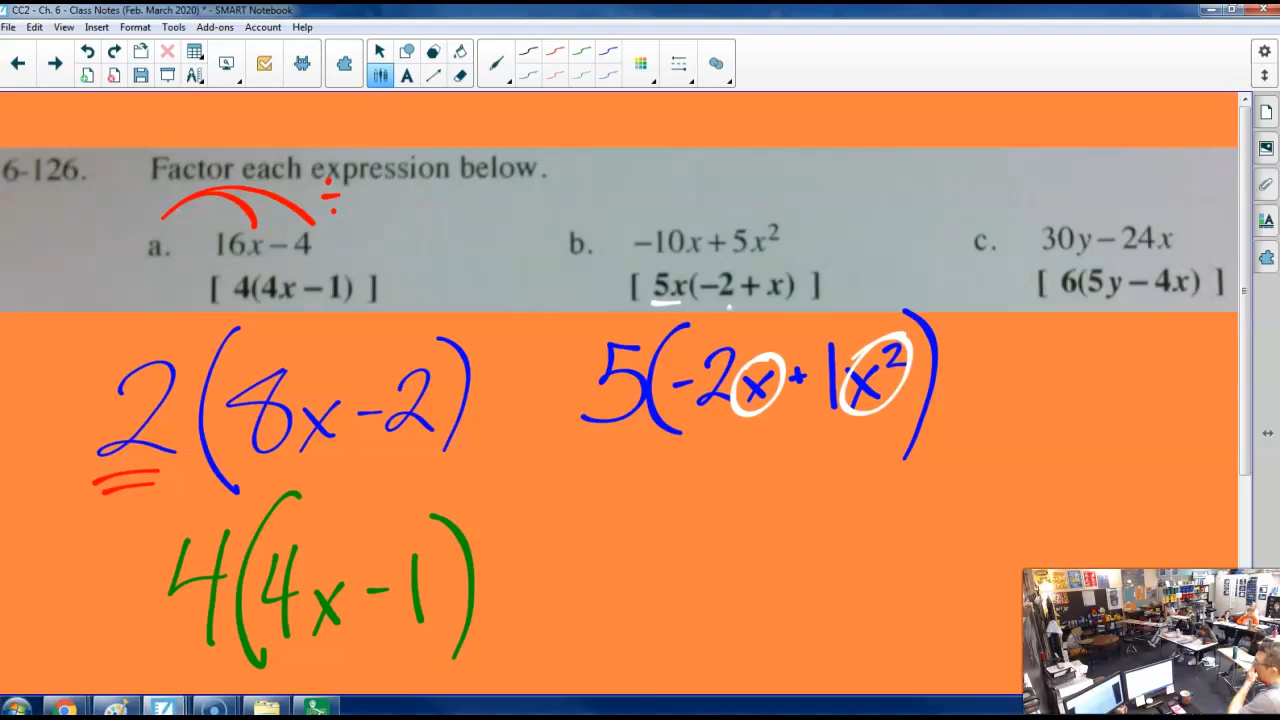 CC2 - Ch. 6 - Class Notes (Feb. March 2020) * - SMART Notebook
File Edit View Insert Format Tools Add-ons Account Help
6-126. Factor each expression below.
÷
a. 16x – 4 b. –10x + 5x² c. 30y – 24x
[ 4(4x – 1) ] [ 5x(–2 + x) ] [ 6(5y – 4x) ]
2(8x - 2) 5(-2x + 1x²)
4(4x - 1)